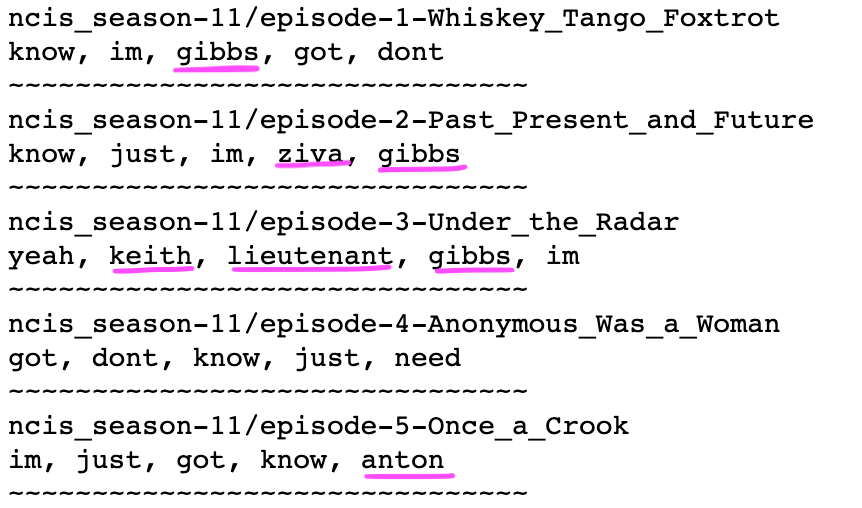 ncis_season-11/episode-1-Whiskey_Tango_Foxtrot
know, im, gibbs, got, dont
~~~~~~~~~~~~~~~~~~~~~~~~~~~~~~~
ncis_season-11/episode-2-Past_Present_and_Future
know, just, im, ziva, gibbs
~~~~~~~~~~~~~~~~~~~~~~~~~~~~~~~
ncis_season-11/episode-3-Under_the_Radar
yeah, keith, lieutenant, gibbs, im
~~~~~~~~~~~~~~~~~~~~~~~~~~~~~~~
ncis_season-11/episode-4-Anonymous_Was_a_Woman
got, dont, know, just, need
~~~~~~~~~~~~~~~~~~~~~~~~~~~~~~~
ncis_season-11/episode-5-Once_a_Crook
im, just, got, know, anton
~~~~~~~~~~~~~~~~~~~~~~~~~~~~~~~